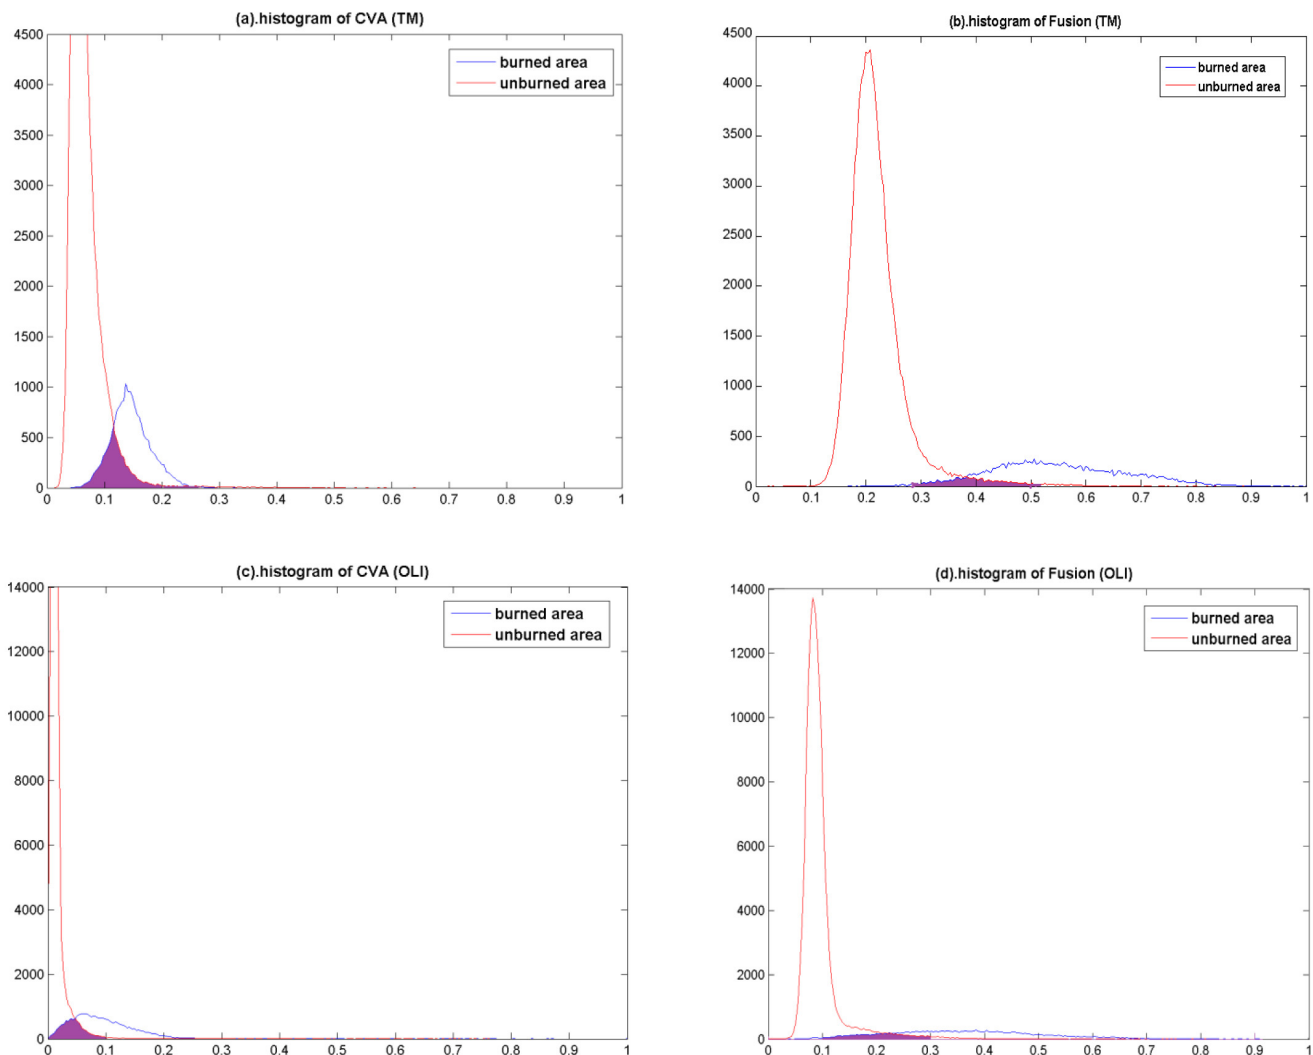 (a).histogram of CVA (TM)
4500
4000
3500
3000
2500
2000
1500
1000
500
0
0 0.1 0.2 0.3 0.4 0.5 0.6 0.7 0.8 0.9 1
burned area
unburned area
(b).histogram of Fusion (TM)
4500
4000
3500
3000
2500
2000
1500
1000
500
0
0 0.1 0.2 0.3 0.4 0.5 0.6 0.7 0.8 0.9 1
burned area
unburned area
(c).histogram of CVA (OLI)
14000
12000
10000
8000
6000
4000
2000
0
0 0.1 0.2 0.3 0.4 0.5 0.6 0.7 0.8 0.9 1
burned area
unburned area
(d).histogram of Fusion (OLI)
14000
12000
10000
8000
6000
4000
2000
0
0 0.1 0.2 0.3 0.4 0.5 0.6 0.7 0.8 0.9 1
burned area
unburned area